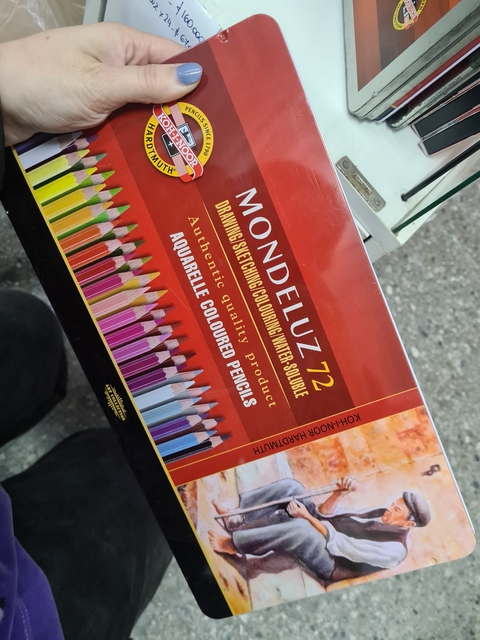 PENCILS SINCE 1790
KOH-I-NOOR
HARDTMUTH
MONDELUZ 72
DRAWING/SKETCHING/COLOURING/WATER-SOLUBLE
Authentic quality product
AQUARELLE COLOURED PENCILS
KOH-I-NOOR HARDTMUTH